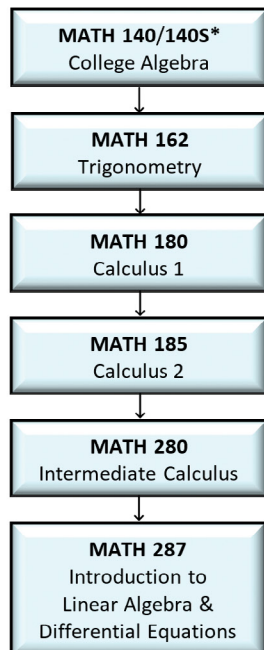 MATH 140/140S*
College Algebra
MATH 162
Trigonometry
MATH 180
Calculus 1
MATH 185
Calculus 2
MATH 280
Intermediate Calculus
MATH 287
Introduction to
Linear Algebra &
Differential Equations